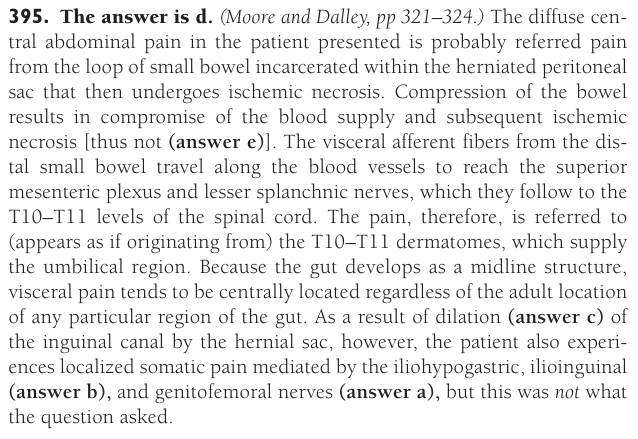 395. The answer is d. (Moore and Dalley, pp 321–324.) The diffuse cen-
tral abdominal pain in the patient presented is probably referred pain
from the loop of small bowel incarcerated within the herniated peritoneal
sac that then undergoes ischemic necrosis. Compression of the bowel
results in compromise of the blood supply and subsequent ischemic
necrosis [thus not (answer e)]. The visceral afferent fibers from the dis-
tal small bowel travel along the blood vessels to reach the superior
mesenteric plexus and lesser splanchnic nerves, which they follow to the
T10–T11 levels of the spinal cord. The pain, therefore, is referred to
(appears as if originating from) the T10–T11 dermatomes, which supply
the umbilical region. Because the gut develops as a midline structure,
visceral pain tends to be centrally located regardless of the adult location
of any particular region of the gut. As a result of dilation (answer c) of
the inguinal canal by the hernial sac, however, the patient also experi-
ences localized somatic pain mediated by the iliohypogastric, ilioinguinal
(answer b), and genitofemoral nerves (answer a), but this was not what
the question asked.